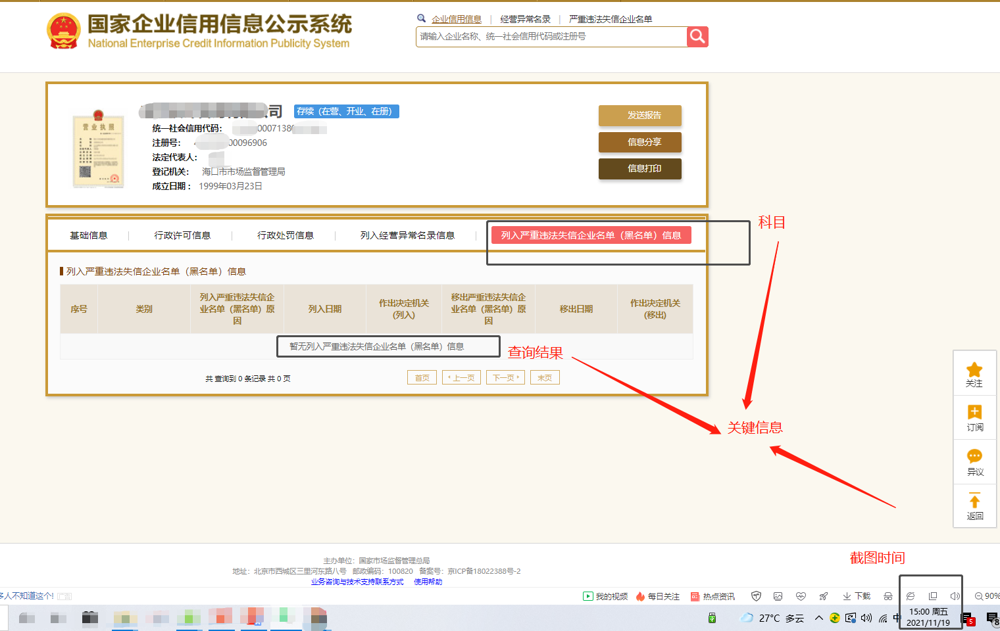 国家企业信用信息公示系统
National Enterprise Credit Information Publicity System
企业信用信息 | 经营异常名录 | 严重违法失信企业名单
请输入企业名称、统一社会信用代码或注册号
司 存续（在营、开业、在册）
统一社会信用代码： 0007138
注册号： 00096906
法定代表人：
登记机关： 海口市市场监督管理局
成立日期： 1999年03月23日
营业执照
发送报告
信息分享
信息打印
科目
基础信息 | 行政许可信息 | 行政处罚信息 | 列入经营异常名录信息 | 列入严重违法失信企业名单（黑名单）信息
列入严重违法失信企业名单（黑名单）信息
序号 类别 列入严重违法失信企业名单（黑名单）原因 列入日期 作出决定机关(列入) 移出严重违法失信企业名单（黑名单）原因 移出日期 作出决定机关(移出)
暂无列入严重违法失信企业名单（黑名单）信息
查询结果
共 查询到 0 条记录 共 0 页 首页 上一页 下一页 末页
关键信息
关注
订阅
异议
返回
主办单位：国家市场监督管理总局
地址：北京市西城区三里河东路八号 邮政编码：100820 备案号：京ICP备18022388号-2
业务咨询与技术支持联系方式 使用帮助
截图时间
多人不知道这个! 广告 我的视频 每日关注 热点资讯 下载 90%
27°C 多云 中 15:00 周五
2021/11/19 5 8